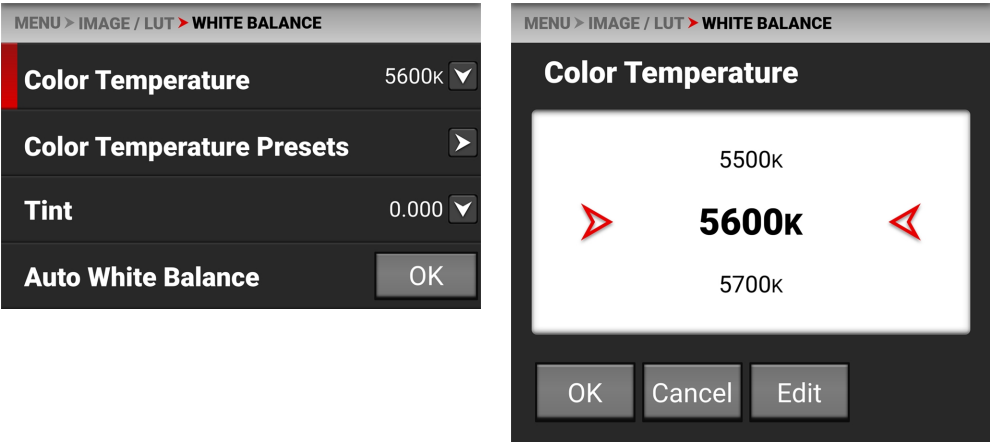 MENU > IMAGE / LUT > WHITE BALANCE
Color Temperature 5600K
Color Temperature Presets
Tint 0.000
Auto White Balance OK
MENU > IMAGE / LUT > WHITE BALANCE
Color Temperature
5500K
5600K
5700K
OK Cancel Edit